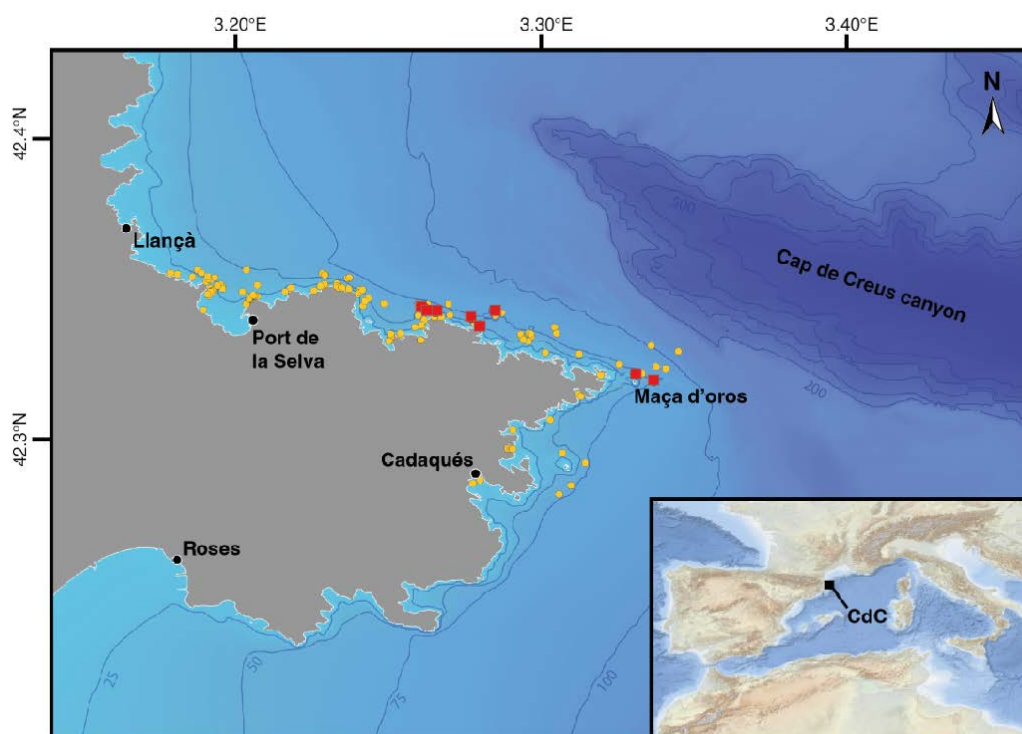 3.20°E
3.30°E
3.40°E
42.4°N
42.3°N
N
Llançà
Port de
la Selva
Cap de Creus canyon
500
200
Maça d'oros
Cadaqués
Roses
25
50
75
100
CdC